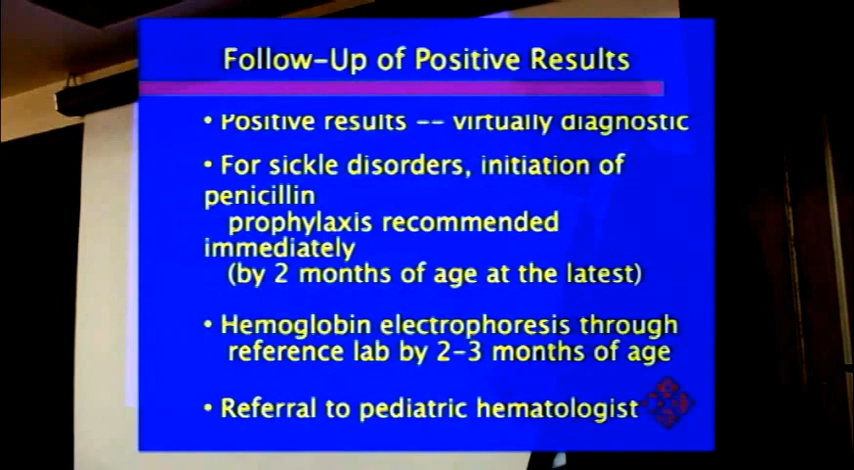 Follow-Up of Positive Results
• Positive results -- virtually diagnostic
• For sickle disorders, initiation of
penicillin
prophylaxis recommended
immediately
(by 2 months of age at the latest)
• Hemoglobin electrophoresis through
reference lab by 2-3 months of age
• Referral to pediatric hematologist